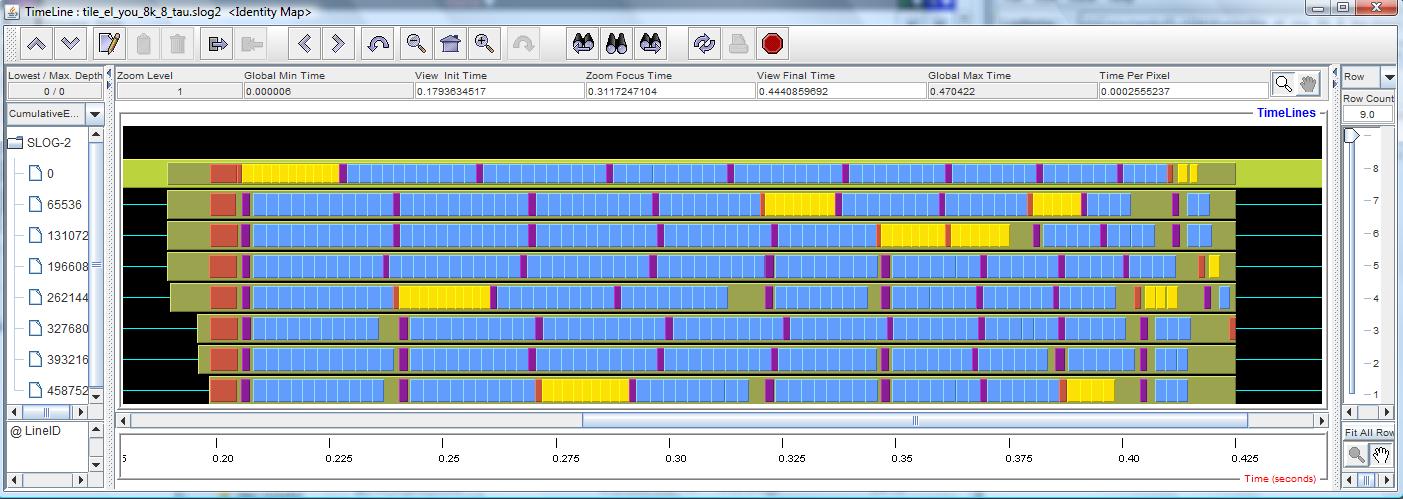 TimeLine : tile_el_you_8k_8_tau.slog2 <Identity Map>
Lowest / Max. Depth Zoom Level Global Min Time View Init Time Zoom Focus Time View Final Time Global Max Time Time Per Pixel Row
0 / 0 1 0.000006 0.1793634517 0.3117247104 0.4440859692 0.470422 0.0002555237
Row Count
CumulativeE... 9.0
TimeLines
SLOG-2
0
65536
131072
196608
262144
327680
393216
458752
8
7
6
5
4
3
2
1
@ LineID
Fit All Row
5 0.20 0.225 0.25 0.275 0.30 0.325 0.35 0.375 0.40 0.425
Time (seconds)